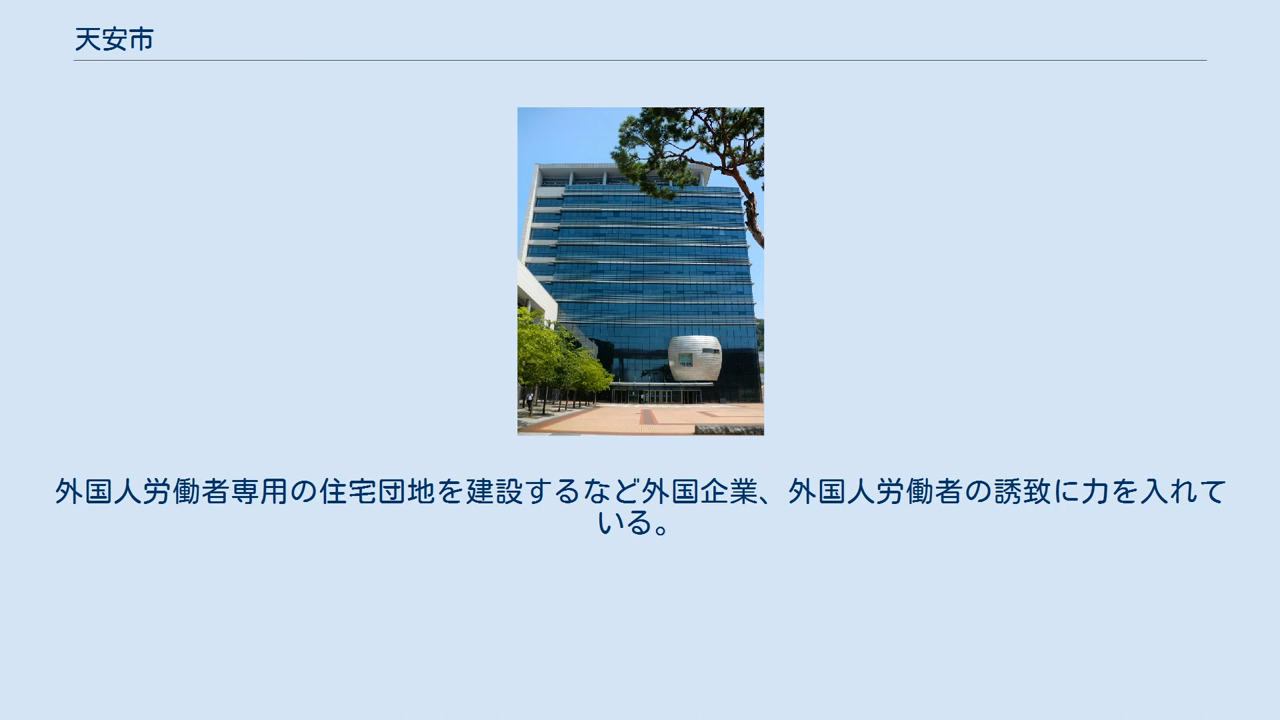 天安市
外国人労働者専用の住宅団地を建設するなど外国企業、外国人労働者の誘致に力を入れて
いる。